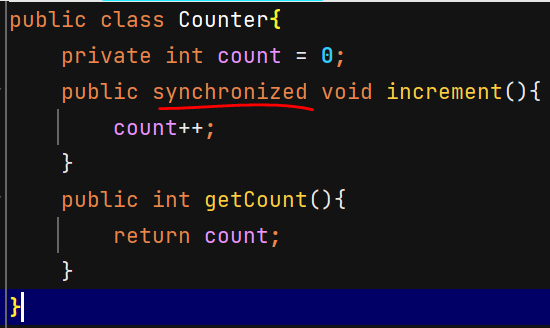 public class Counter{
    private int count = 0;
    public synchronized void increment(){
        count++;
    }
    public int getCount(){
        return count;
    }
}